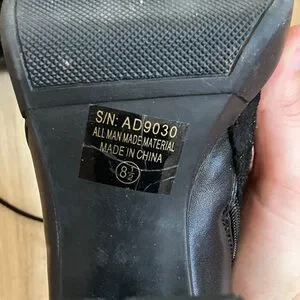 S/N: AD9030
ALL MAN MADE MATERIAL
MADE IN CHINA
8½